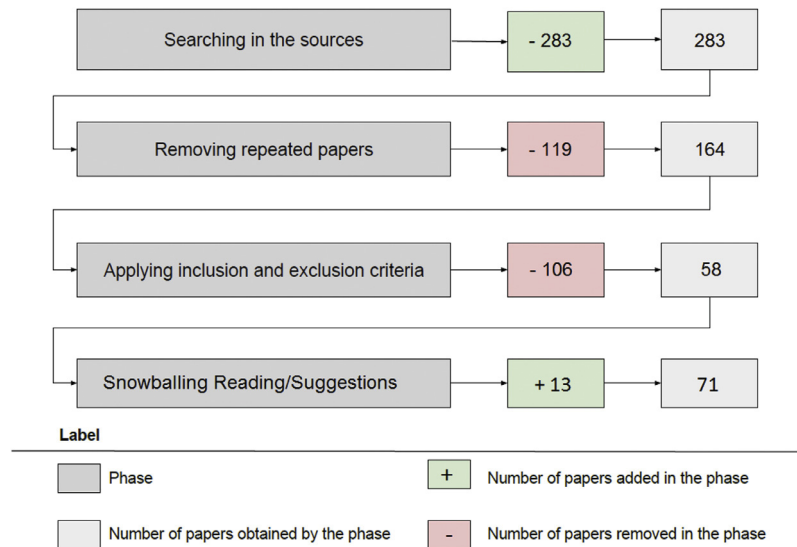 Searching in the sources
- 283
283
Removing repeated papers
- 119
164
Applying inclusion and exclusion criteria
- 106
58
Snowballing Reading/Suggestions
+ 13
71
Label
Phase
+
Number of papers added in the phase
Number of papers obtained by the phase
-
Number of papers removed in the phase